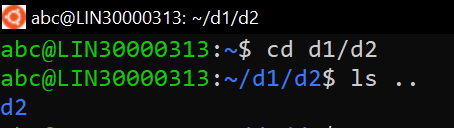 abc@LIN30000313: ~/d1/d2
abc@LIN30000313:~$ cd d1/d2
abc@LIN30000313:~/d1/d2$ ls ..
d2